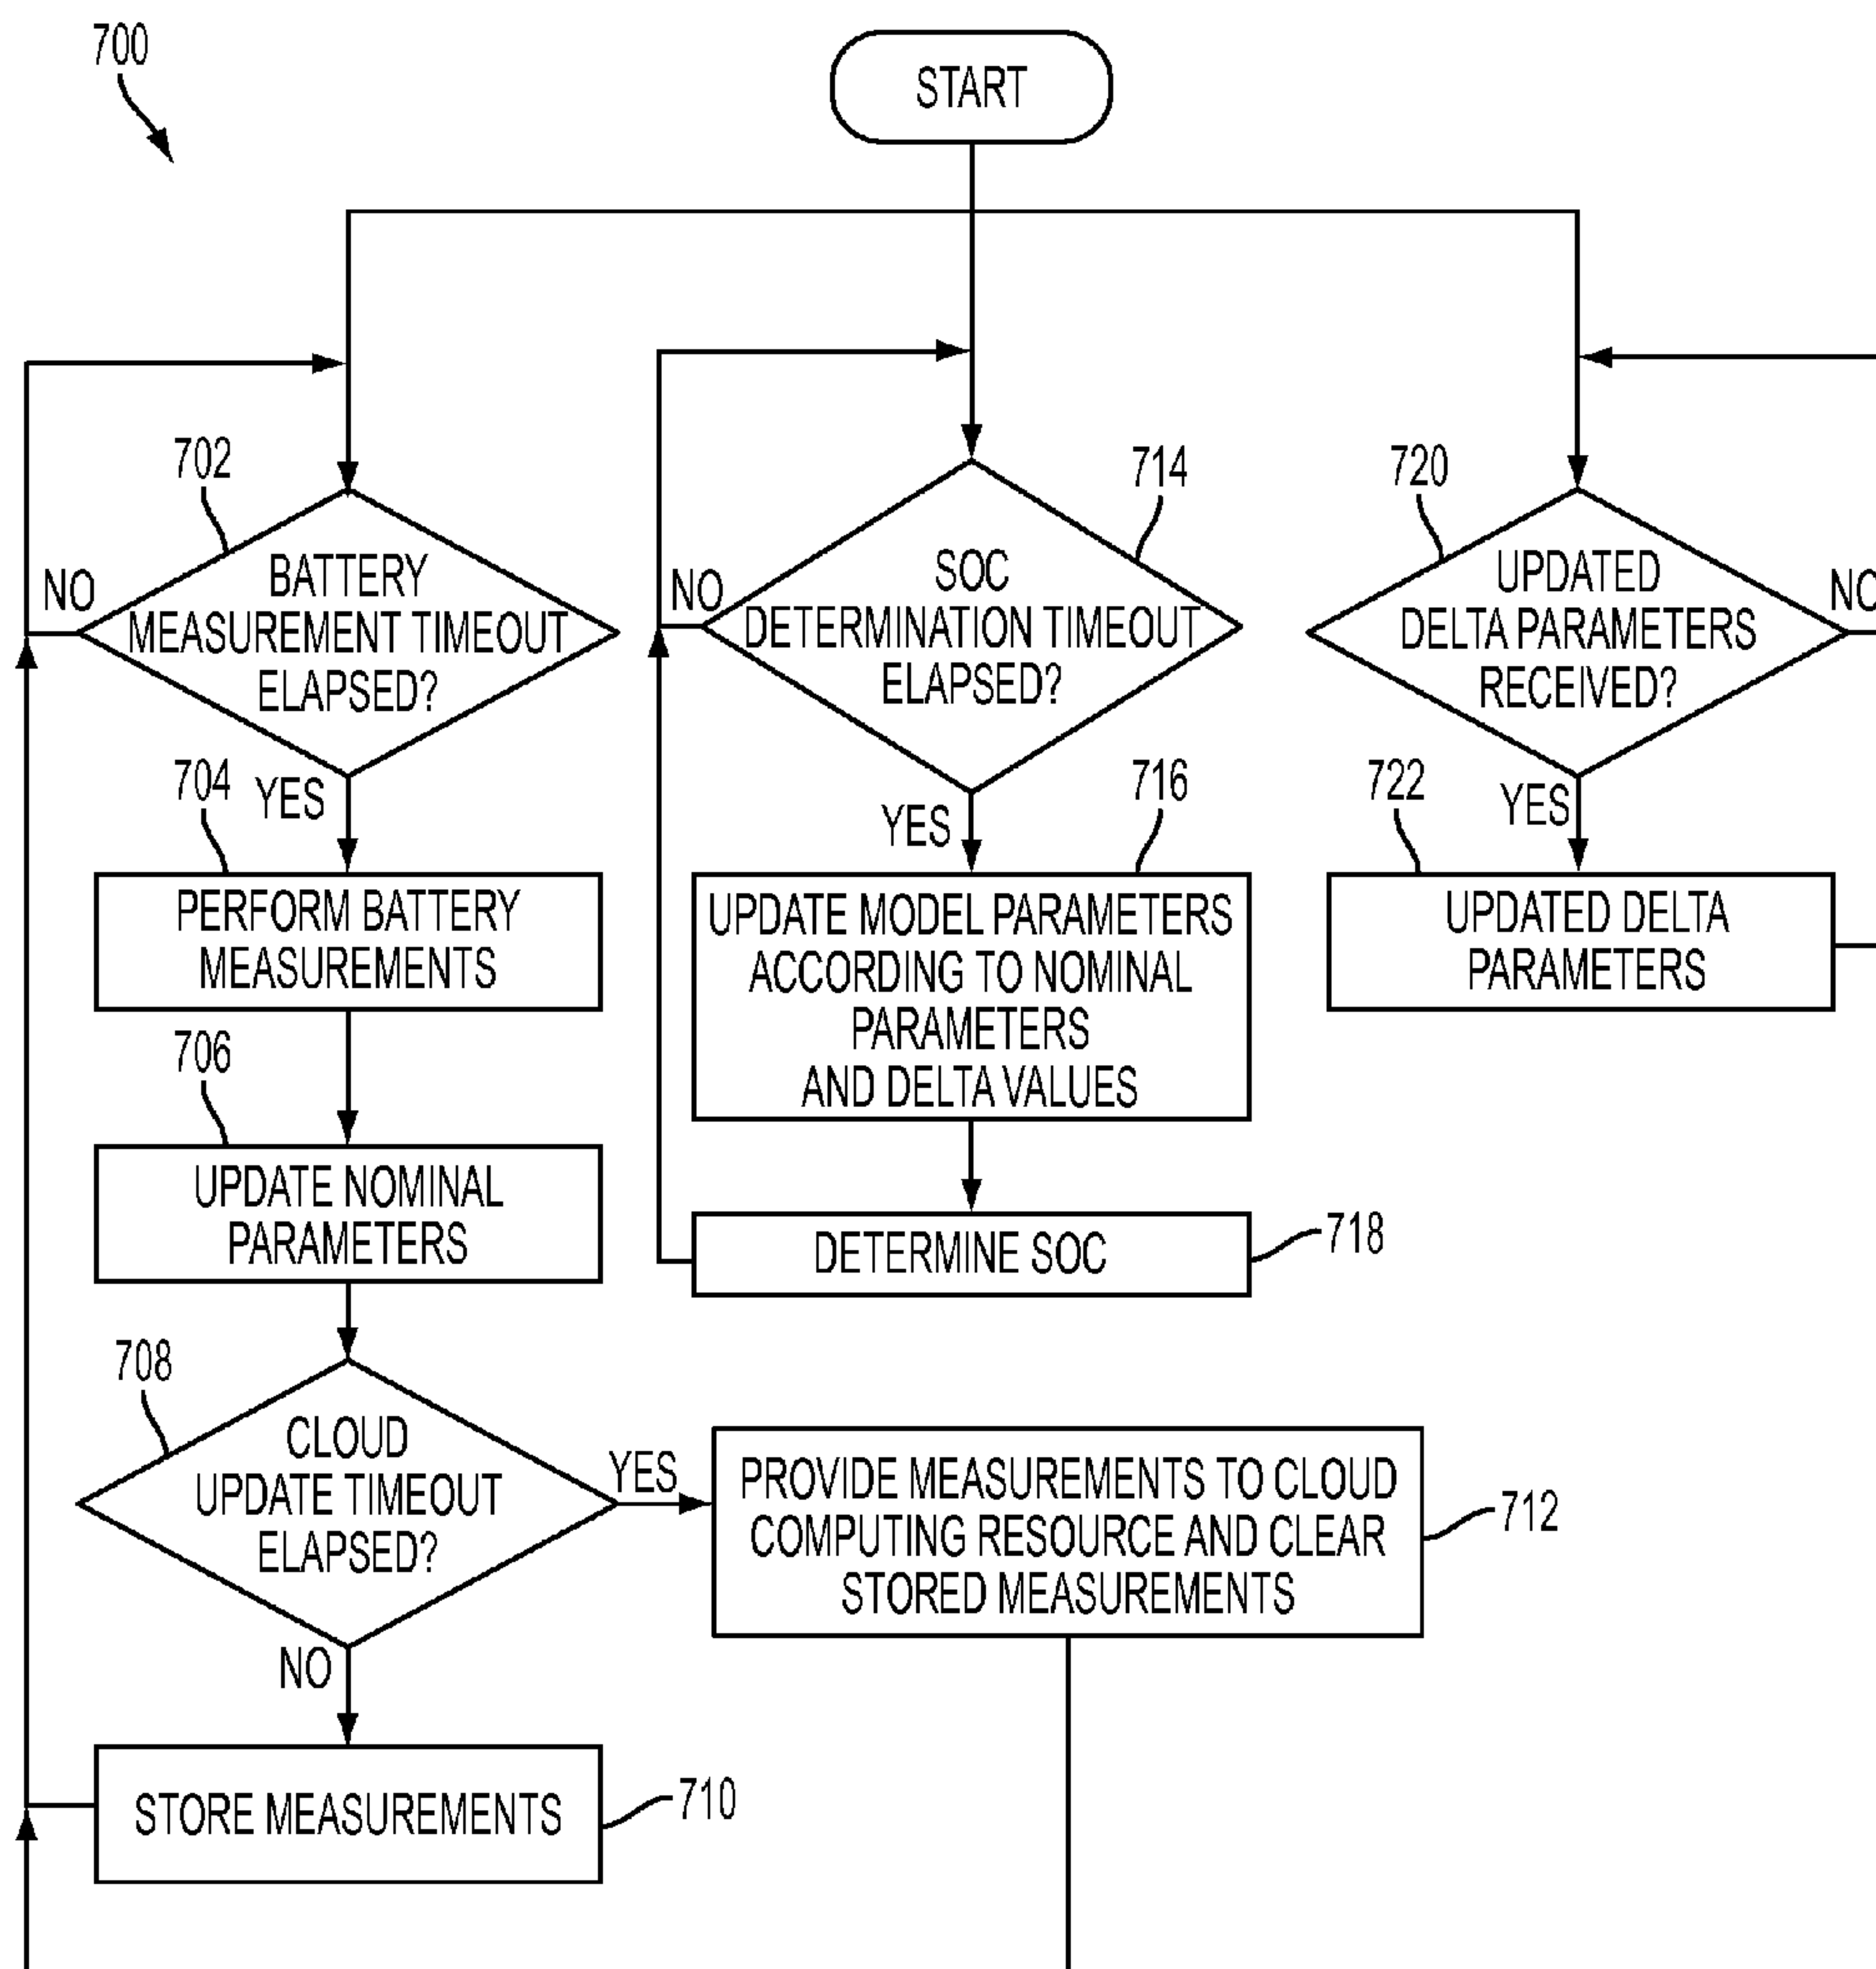 700
START
702
BATTERY
MEASUREMENT TIMEOUT
ELAPSED?
NO
YES
704
PERFORM BATTERY
MEASUREMENTS
706
UPDATE NOMINAL
PARAMETERS
708
CLOUD
UPDATE TIMEOUT
ELAPSED?
YES
NO
STORE MEASUREMENTS
710
PROVIDE MEASUREMENTS TO CLOUD
COMPUTING RESOURCE AND CLEAR
STORED MEASUREMENTS
712
714
SOC
DETERMINATION TIMEOUT
ELAPSED?
NO
YES
716
UPDATE MODEL PARAMETERS
ACCORDING TO NOMINAL
PARAMETERS
AND DELTA VALUES
DETERMINE SOC
718
720
UPDATED
DELTA PARAMETERS
RECEIVED?
NO
YES
722
UPDATED DELTA
PARAMETERS